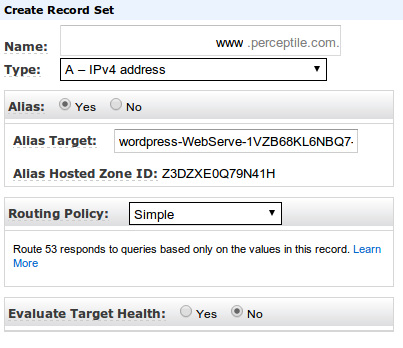 Create Record Set
Name: www .perceptile.com.
Type: A – IPv4 address
Alias: Yes No
Alias Target: wordpress-WebServe-1VZB68KL6NBQ7-
Alias Hosted Zone ID: Z3DZXE0Q79N41H
Routing Policy: Simple
Route 53 responds to queries based only on the values in this record. Learn
More
Evaluate Target Health: Yes No